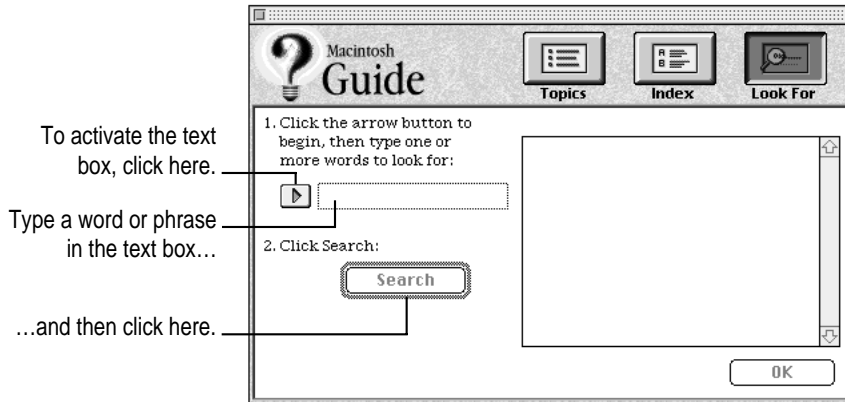 Macintosh
Guide
Topics
Index
Look For
1. Click the arrow button to
begin, then type one or
more words to look for:
To activate the text
box, click here.
Type a word or phrase
in the text box…
2. Click Search:
Search
…and then click here.
OK